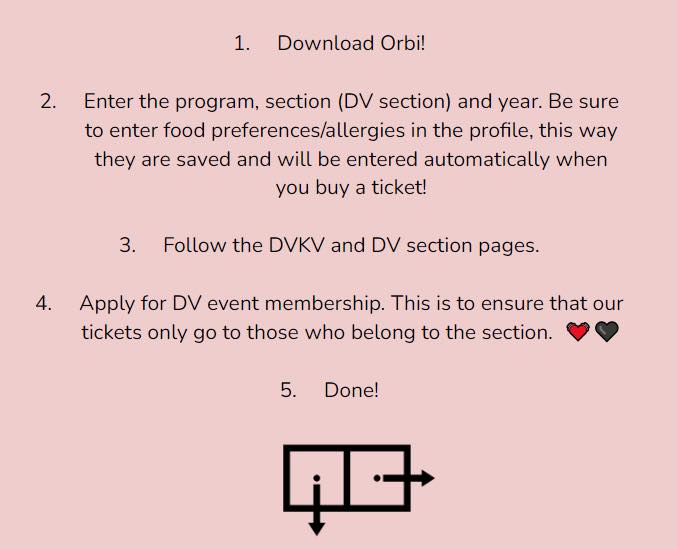 1. Download Orbi!
2. Enter the program, section (DV section) and year. Be sure
to enter food preferences/allergies in the profile, this way
they are saved and will be entered automatically when
you buy a ticket!
3. Follow the DVKV and DV section pages.
4. Apply for DV event membership. This is to ensure that our
tickets only go to those who belong to the section. ❤️🖤
5. Done!